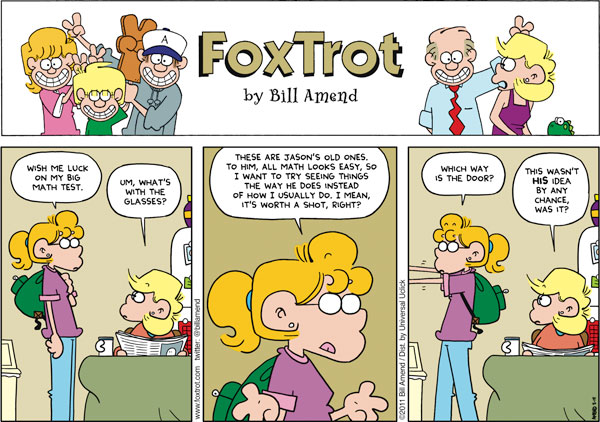 A
FoxTrot
by Bill Amend
WISH ME LUCK
ON MY BIG
MATH TEST.
UM, WHAT'S
WITH THE
GLASSES?
www.foxtrot.com twitter: @billamend
THESE ARE JASON'S OLD ONES.
TO HIM, ALL MATH LOOKS EASY, SO
I WANT TO TRY SEEING THINGS
THE WAY HE DOES INSTEAD
OF HOW I USUALLY DO. I MEAN,
IT'S WORTH A SHOT, RIGHT?
©2011 Bill Amend / Dist. by Universal Uclick
WHICH WAY
IS THE DOOR?
THIS WASN'T
HIS IDEA
BY ANY
CHANCE,
WAS IT?